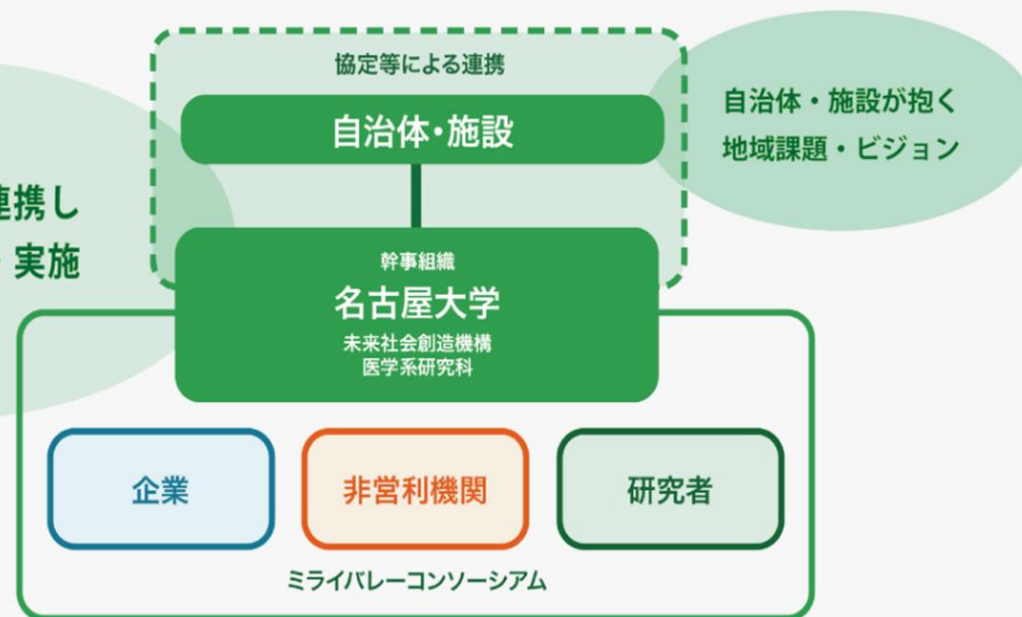 協定等による連携
自治体・施設
自治体・施設が抱く
地域課題・ビジョン
連携し
実施
幹事組織
名古屋大学
未来社会創造機構
医学系研究科
企業
非営利機関
研究者
ミライバレーコンソーシアム